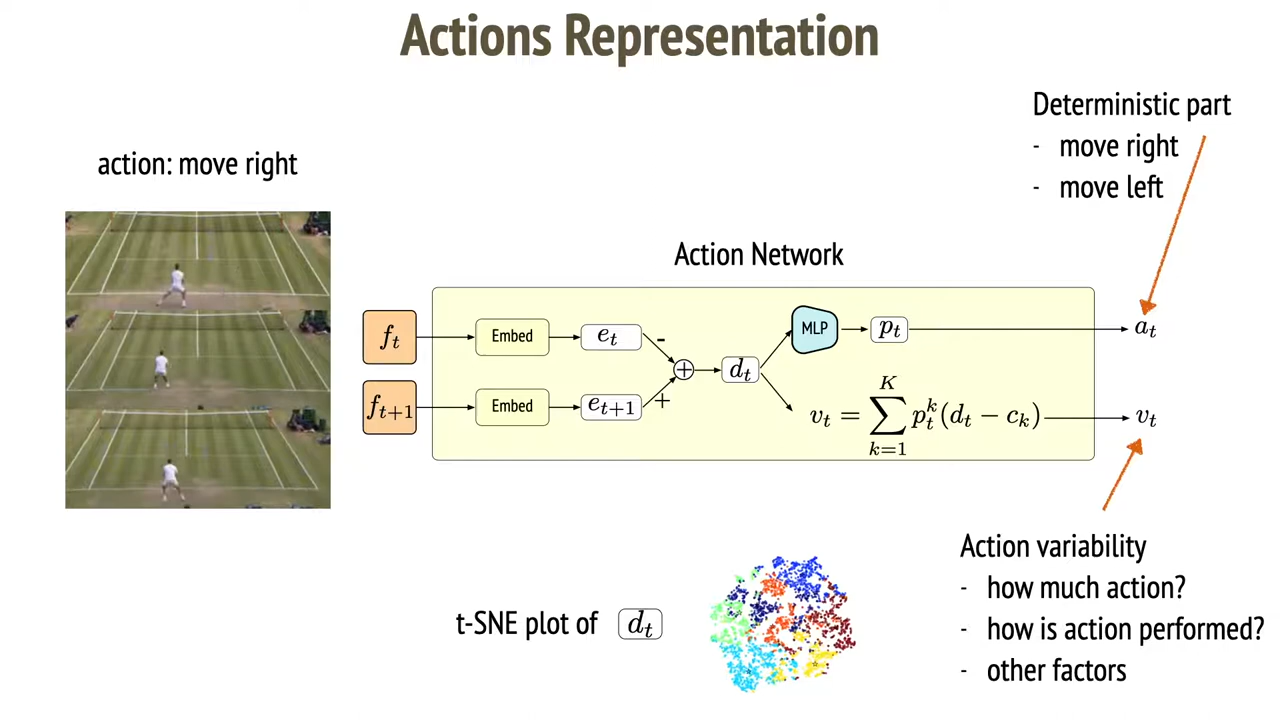 Actions Representation
Deterministic part
- move right
- move left
action: move right
Action Network
f_t
Embed
e_t
-
+
d_t
MLP
p_t
a_t
f_{t+1}
Embed
e_{t+1}
+
v_t = \sum_{k=1}^{K} p_t^k (d_t - c_k)
v_t
Action variability
- how much action?
- how is action performed?
- other factors
t-SNE plot of d_t